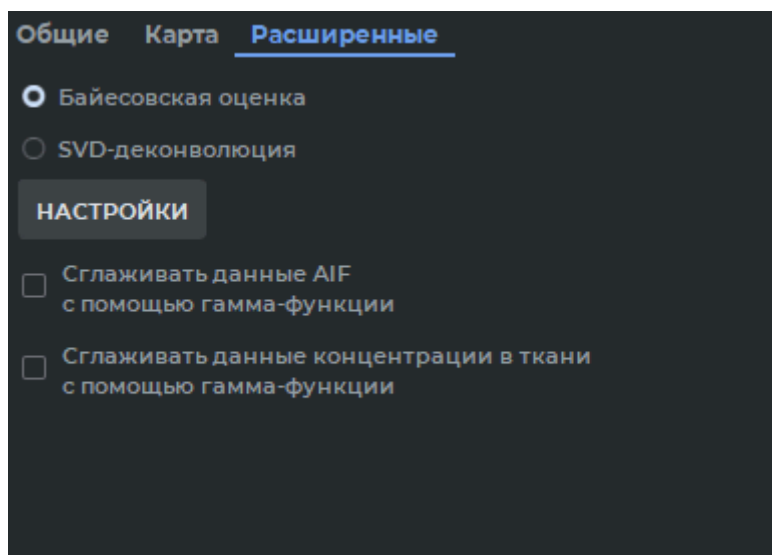 Общие Карта Расширенные
Байесовская оценка
SVD-деконволюция
НАСТРОЙКИ
Сглаживать данные AIF
с помощью гамма-функции
Сглаживать данные концентрации в ткани
с помощью гамма-функции